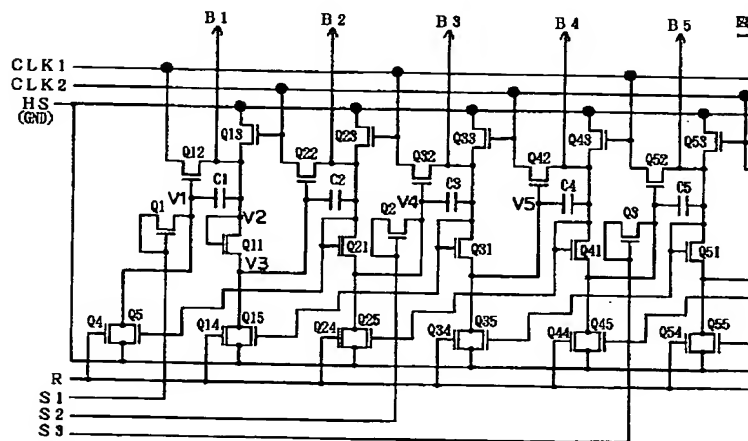 B1 B2 B3 B4 B5
CLK1
CLK2
HS
(GND)
Q13 Q23 Q33 Q43 Q53
Q12 Q22 Q32 Q42 Q52
C1 C2 C3 C4 C5
Q1 V1 Q2 V4 V5 Q3
V2
Q11 Q21 Q31 Q41 Q51
V3
Q4 Q5 Q14 Q15 Q24 Q25 Q34 Q35 Q44 Q45 Q54 Q55
R
S1
S2
S3